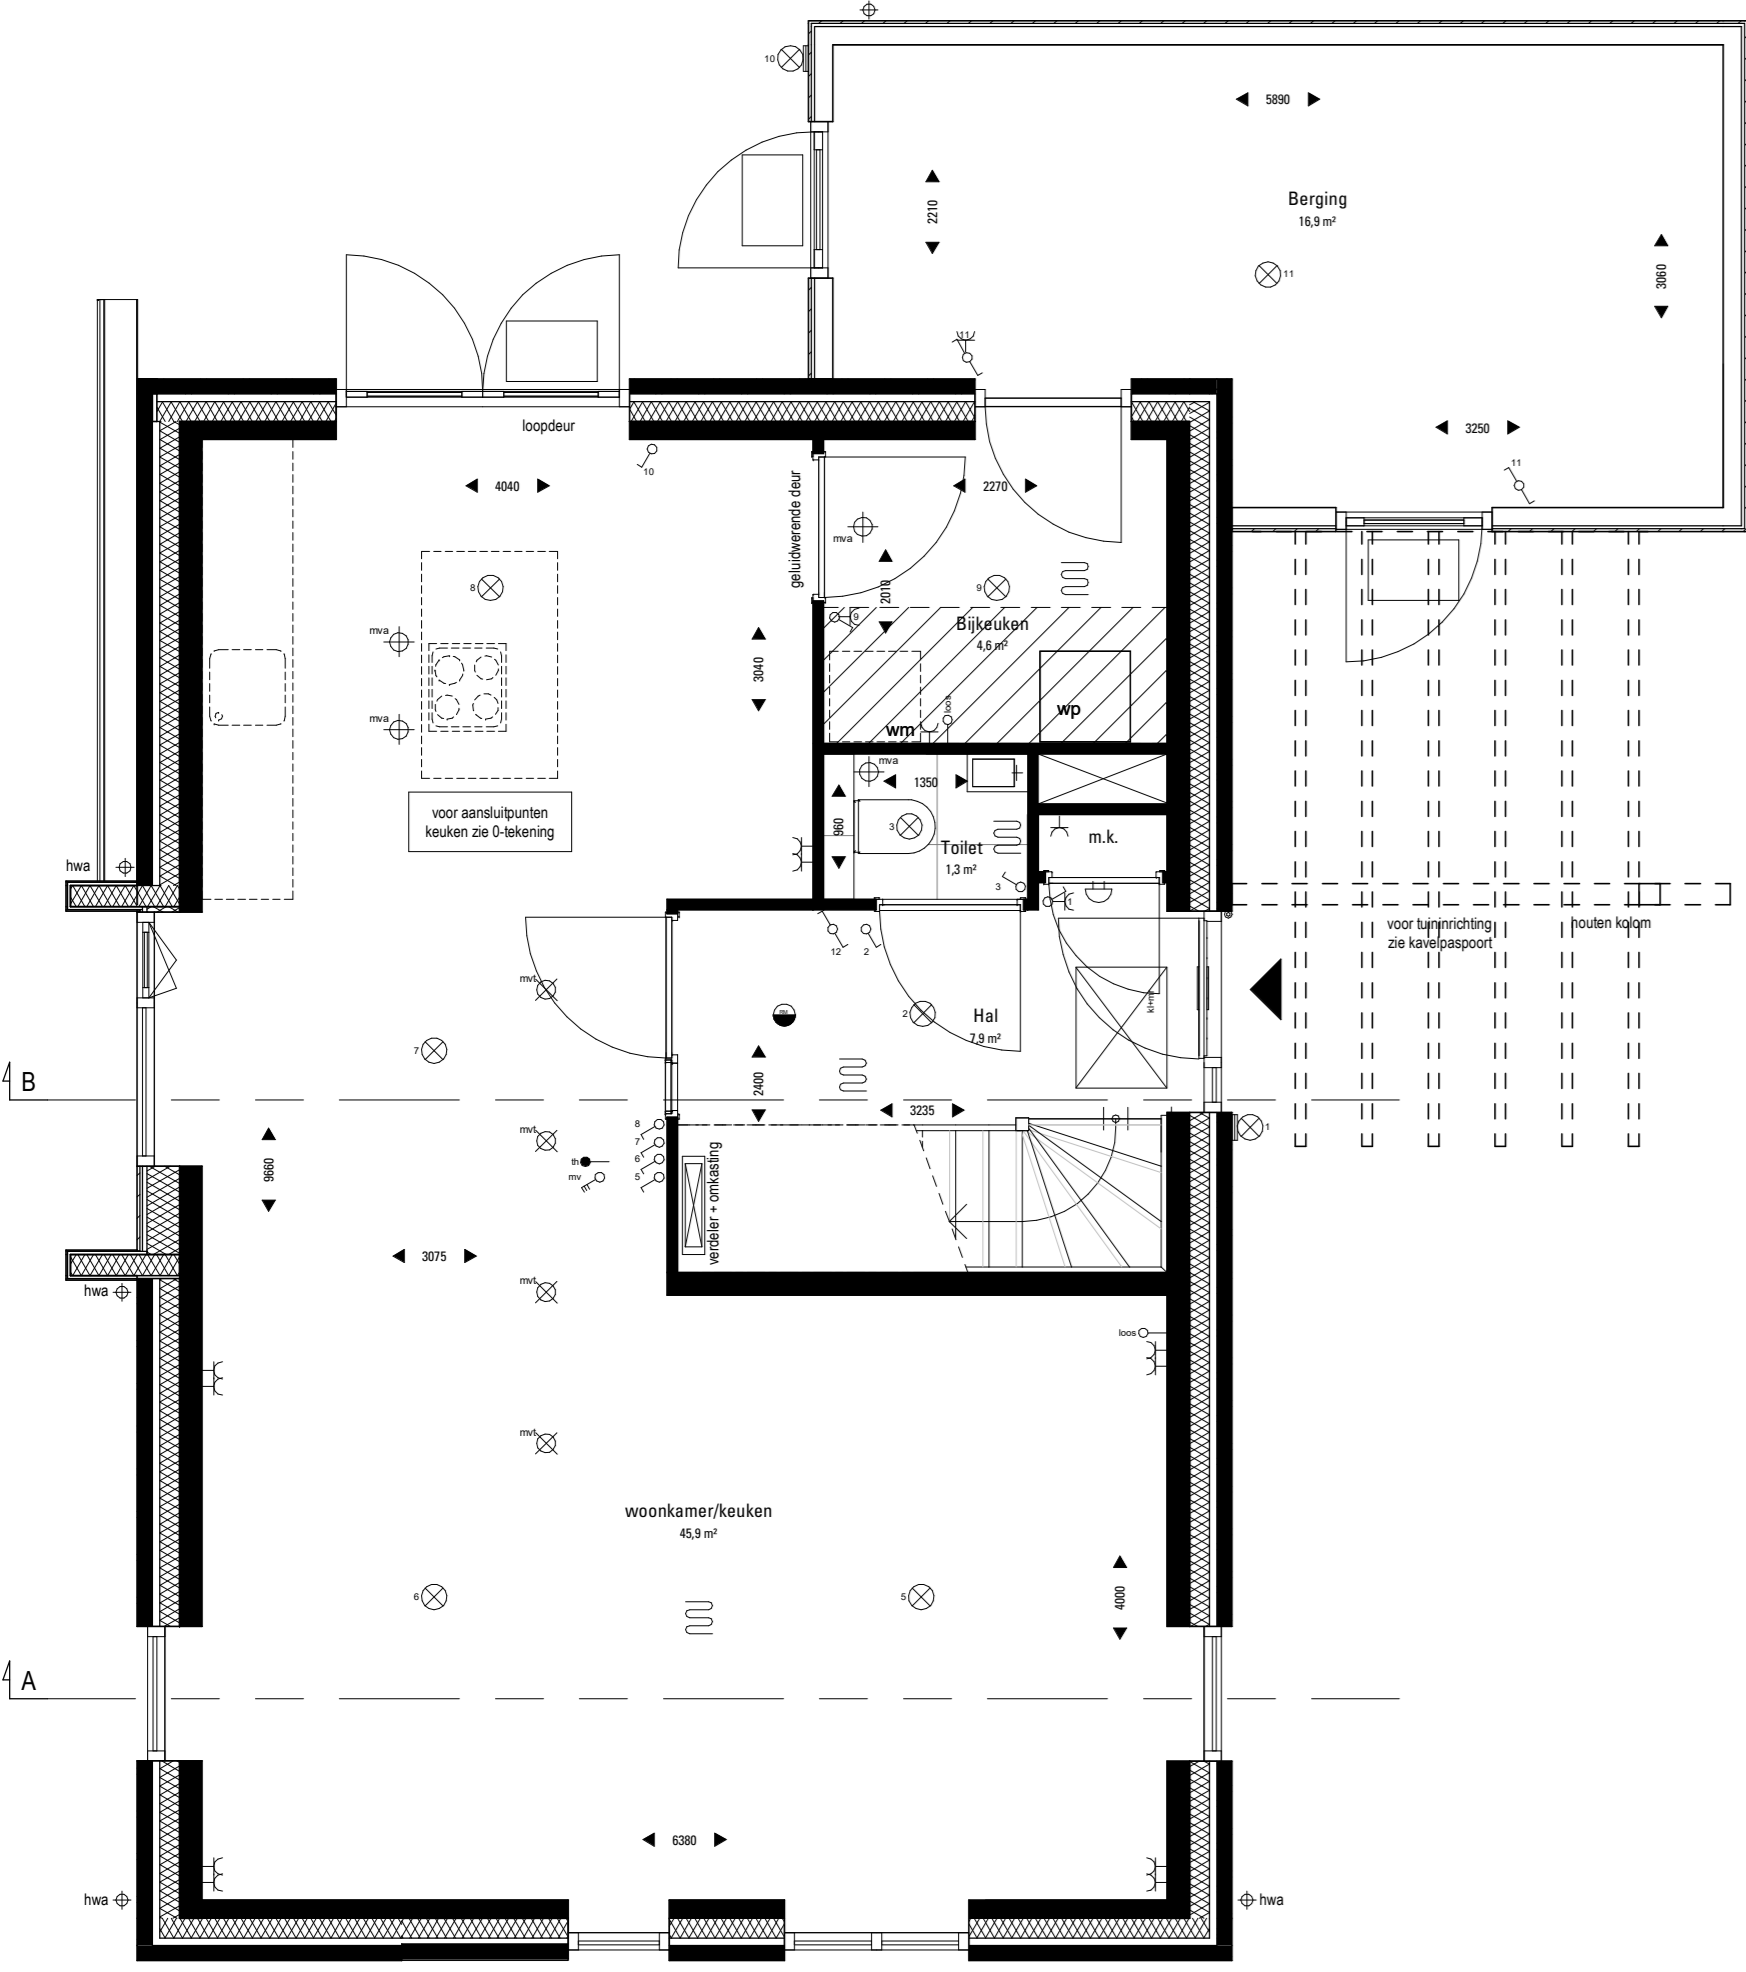 10
5890
2210
Berging
16,9 m²
3060
11
11
3250
11
loopdeur
10
4040
geluidwerende deur
2270
mva
2010
8
9
9
mva
Bijkeuken
4,6 m²
3040
mva
loos
wm
wp
mva
1350
voor aansluitpunten
keuken zie 0-tekening
960
3
Toilet
1,3 m²
m.k.
3
1
hwa
12
2
voor tuininrichting
zie kavelpaspoort
houten kolom
mvt
kl+ml
2
Hal
7,9 m²
7
2400
B
3235
8
7
6
5
mvt
th
mv
1
9660
verdeler + omkasting
3075
mvt
hwa
loos
mvt
woonkamer/keuken
45,9 m²
6
5
4000
A
6380
hwa
hwa